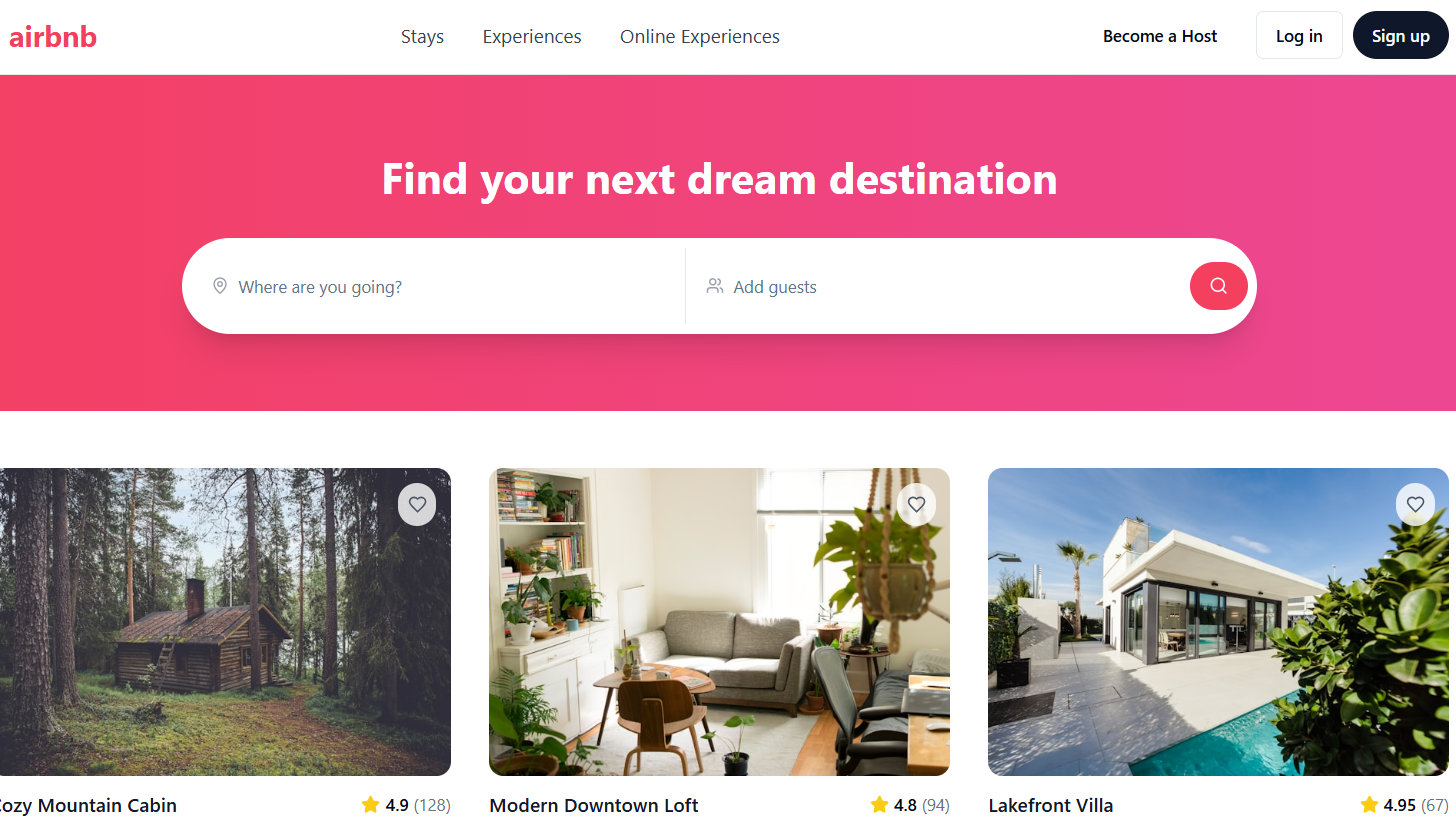 airbnb
Stays
Experiences
Online Experiences
Become a Host
Log in
Sign up
Find your next dream destination
Where are you going?
Add guests
ozy Mountain Cabin
4.9 (128)
Modern Downtown Loft
4.8 (94)
Lakefront Villa
4.95 (67)